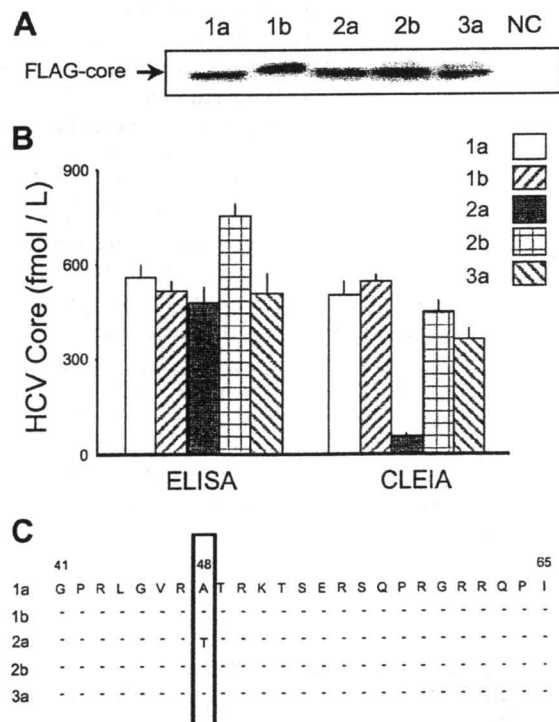 A
1a 1b 2a 2b 3a NC
FLAG-core
B
HCV Core (fmol / L)
900
600
300
0
ELISA CLEIA
1a
1b
2a
2b
3a
C
41 48 65
1a G P R L G V R A T R K T S E R S Q P R G R R Q P I
1b - - - - - - - - - - - - - - - - - - - - - - - - -
2a - - - - - - - T - - - - - - - - - - - - - - - - -
2b - - - - - - - - - - - - - - - - - - - - - - - - -
3a - - - - - - - - - - - - - - - - - - - - - - - - -